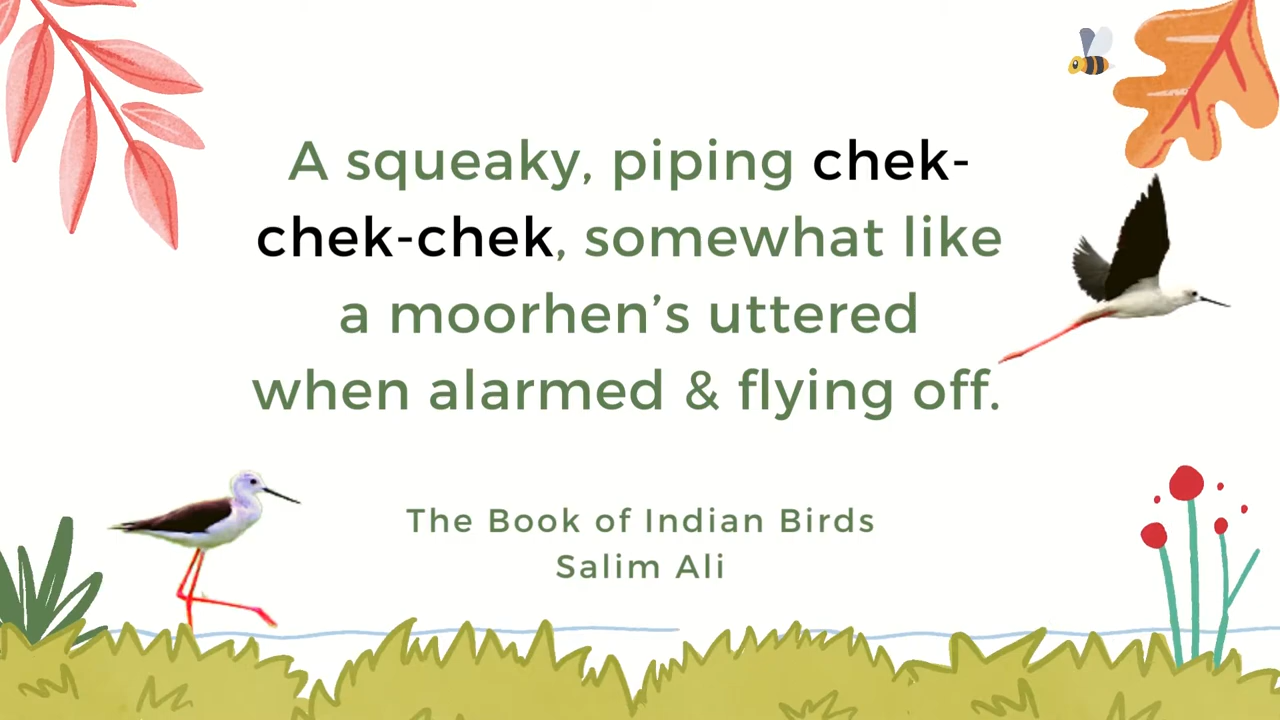 A squeaky, piping chek-
chek-chek, somewhat like
a moorhen’s uttered
when alarmed & flying off.
The Book of Indian Birds
Salim Ali